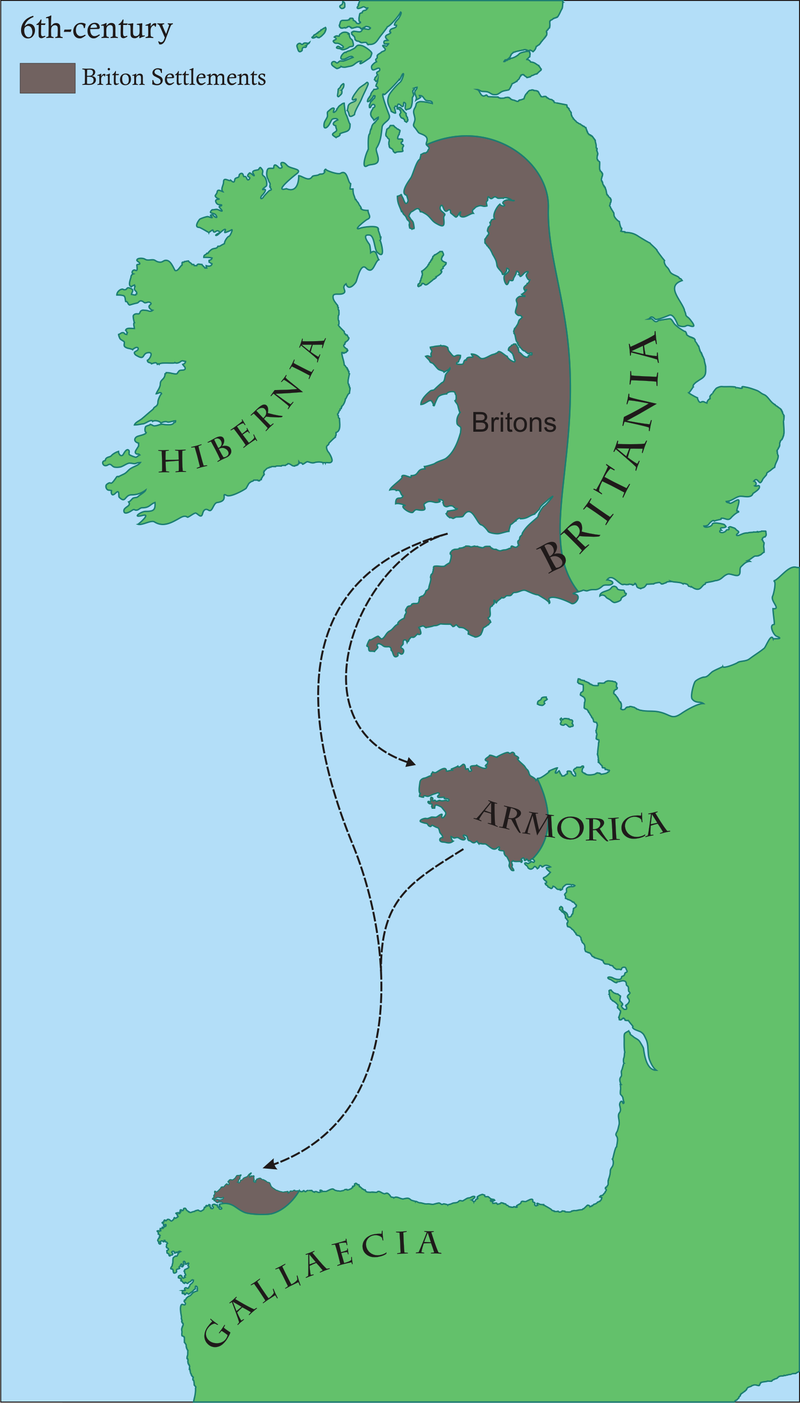 6th-century
Briton Settlements
HIBERNIA
Britons
BRITANIA
ARMORICA
GALLAECIA